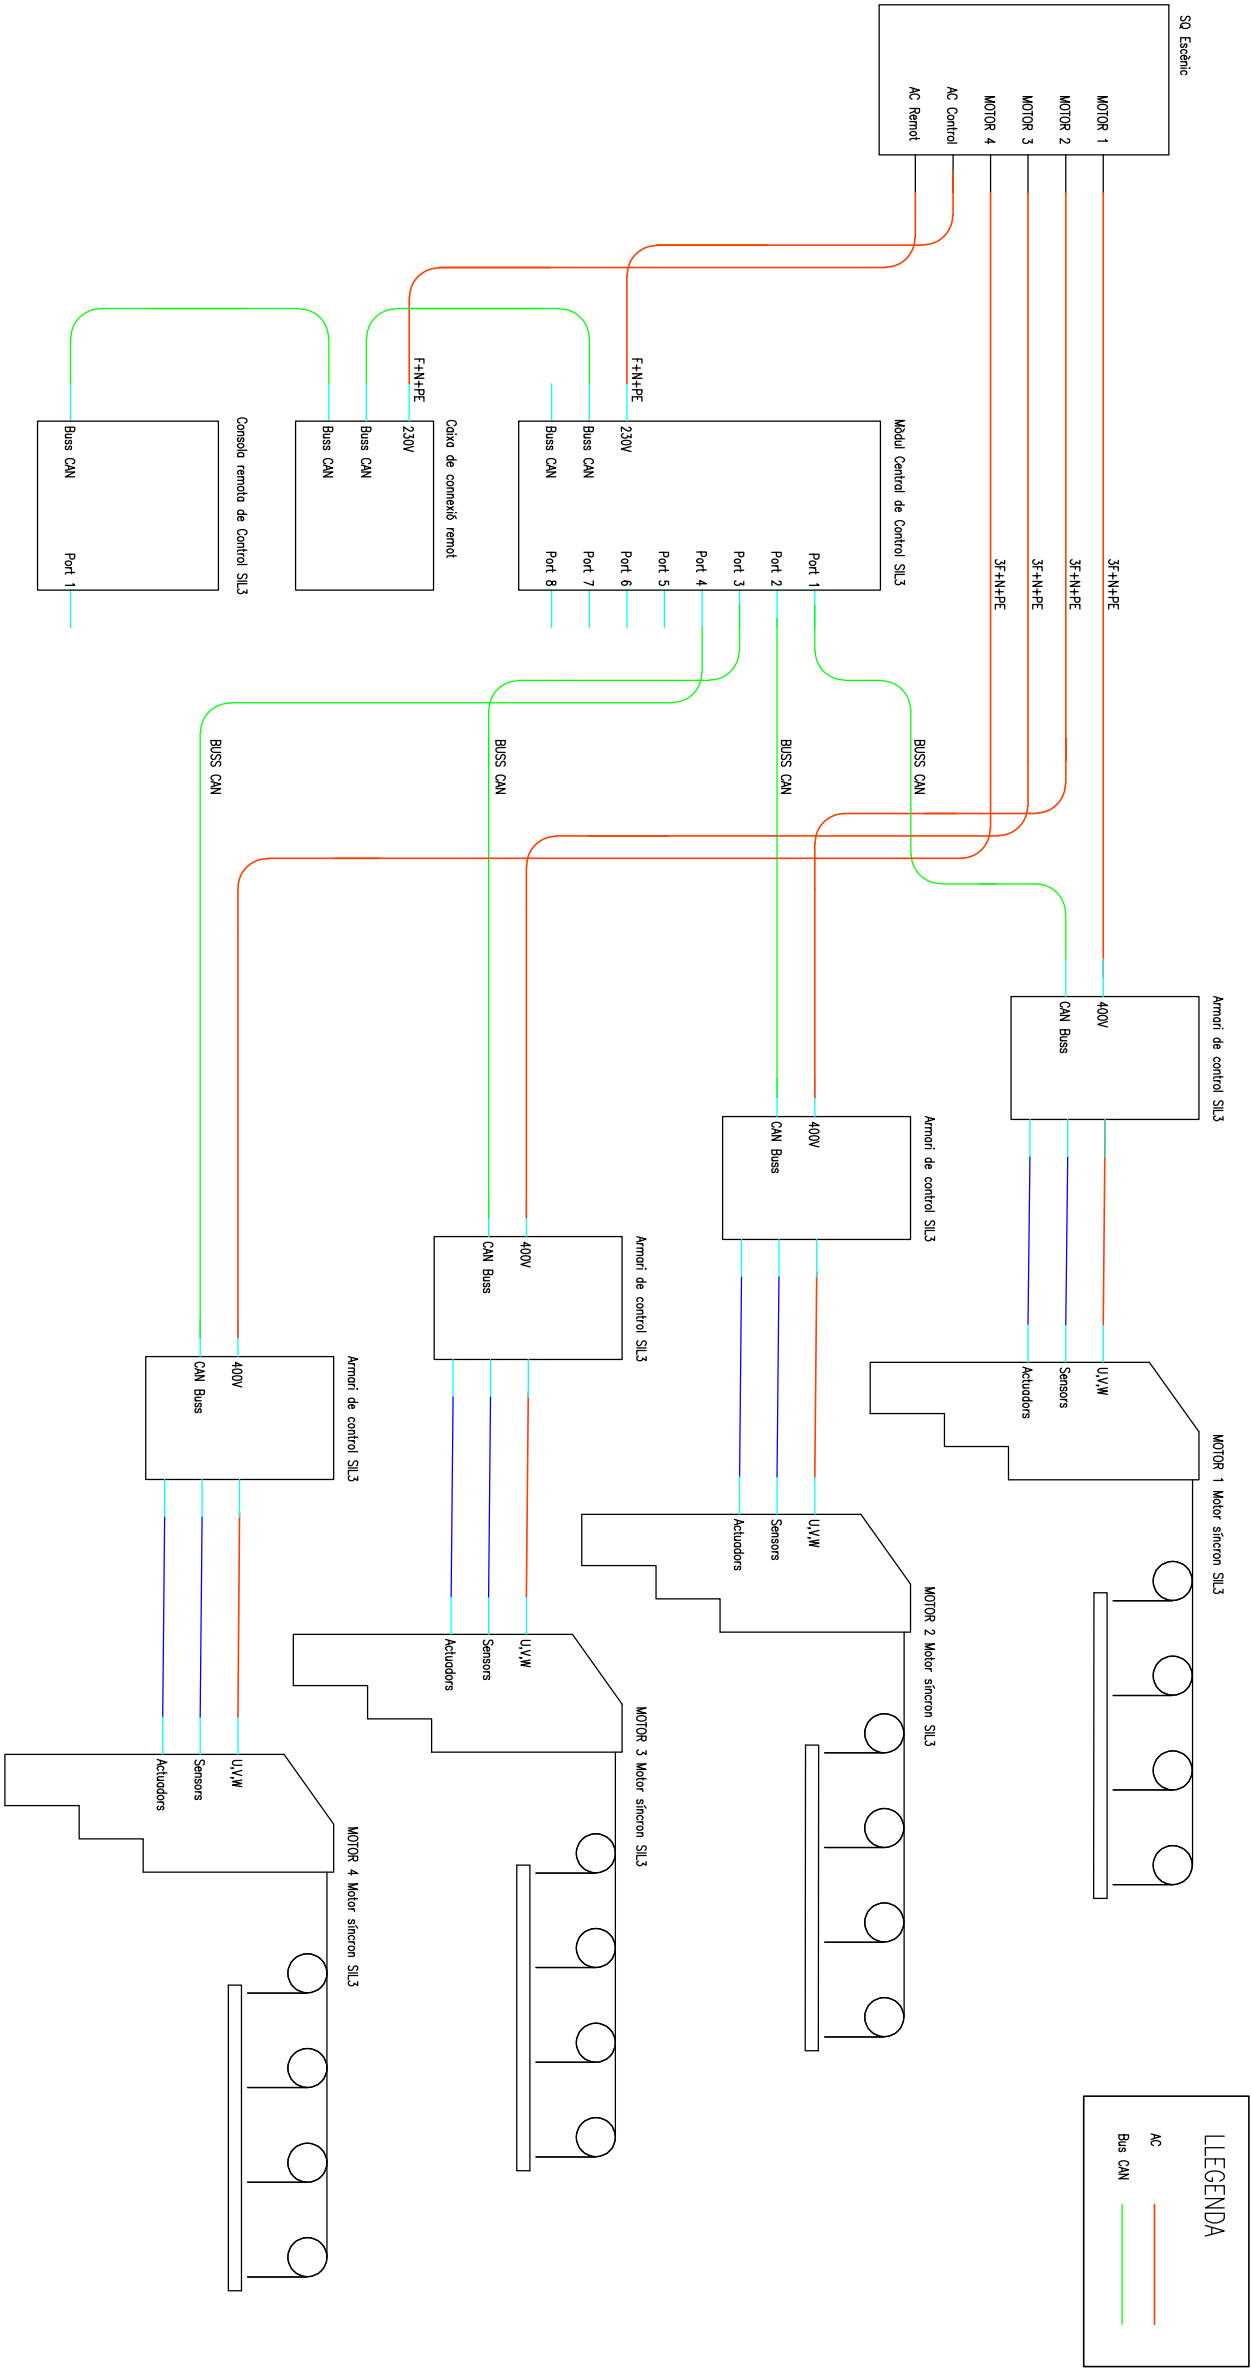 SQ Escènic
MOTOR 1
MOTOR 2
MOTOR 3
MOTOR 4
AC Control
AC Remot
3F+N+PE
3F+N+PE
3F+N+PE
3F+N+PE
F+N+PE
F+N+PE
Mòdul Central de Control SIL3
230V
Buss CAN
Buss CAN
Port 1
Port 2
Port 3
Port 4
Port 5
Port 6
Port 7
Port 8
Caixa de connexió remot
230V
Buss CAN
Buss CAN
Consola remota de Control SIL3
Buss CAN
Port 1
BUSS CAN
BUSS CAN
BUSS CAN
BUSS CAN
Armari de control SIL3
400V
CAN Buss
Armari de control SIL3
400V
CAN Buss
Armari de control SIL3
400V
CAN Buss
Armari de control SIL3
400V
CAN Buss
MOTOR 1 Motor síncron SIL3
U,V,W
Sensors
Actuadors
MOTOR 2 Motor síncron SIL3
U,V,W
Sensors
Actuadors
MOTOR 3 Motor síncron SIL3
U,V,W
Sensors
Actuadors
MOTOR 4 Motor síncron SIL3
U,V,W
Sensors
Actuadors
LLEGENDA
AC
Bus CAN